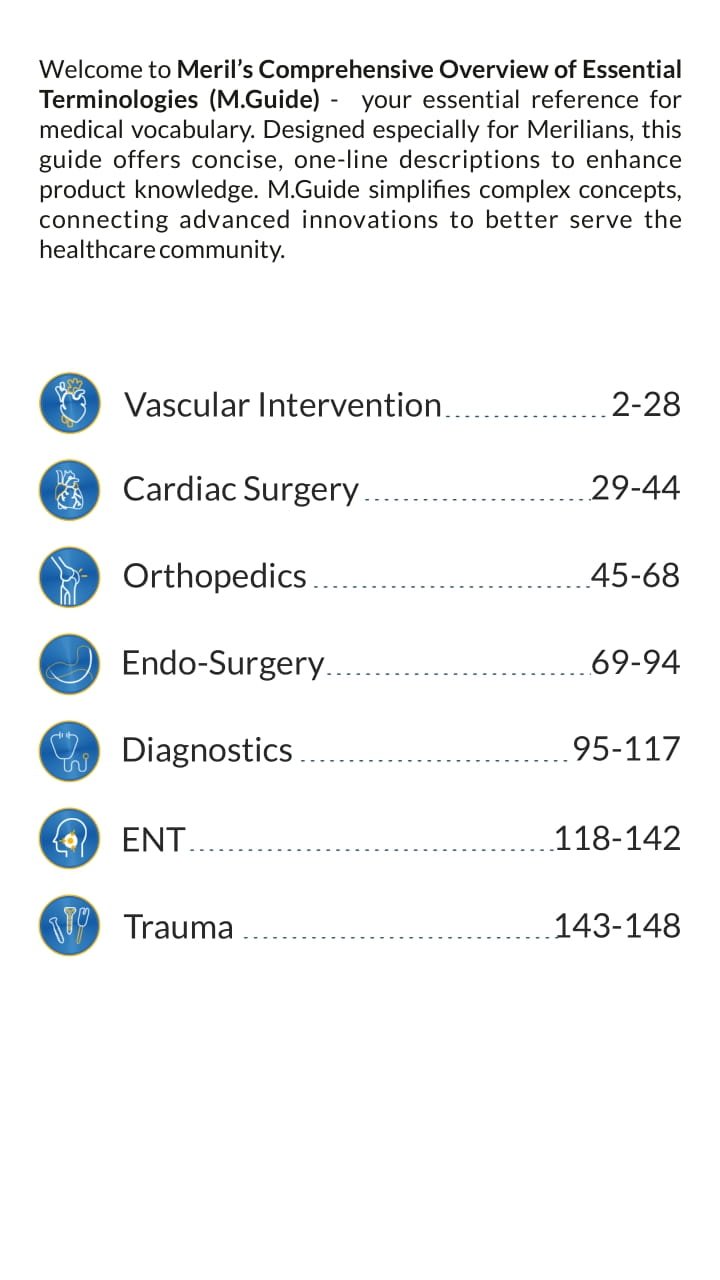 Welcome to Meril’s Comprehensive Overview of Essential
Terminologies (M.Guide) - your essential reference for
medical vocabulary. Designed especially for Merilians, this
guide offers concise, one-line descriptions to enhance
product knowledge. M.Guide simplifies complex concepts,
connecting advanced innovations to better serve the
healthcare community.
Vascular Intervention................ 2-28
Cardiac Surgery.......................29-44
Orthopedics............................45-68
Endo-Surgery..........................69-94
Diagnostics...........................95-117
ENT.....................................118-142
Trauma...............................143-148